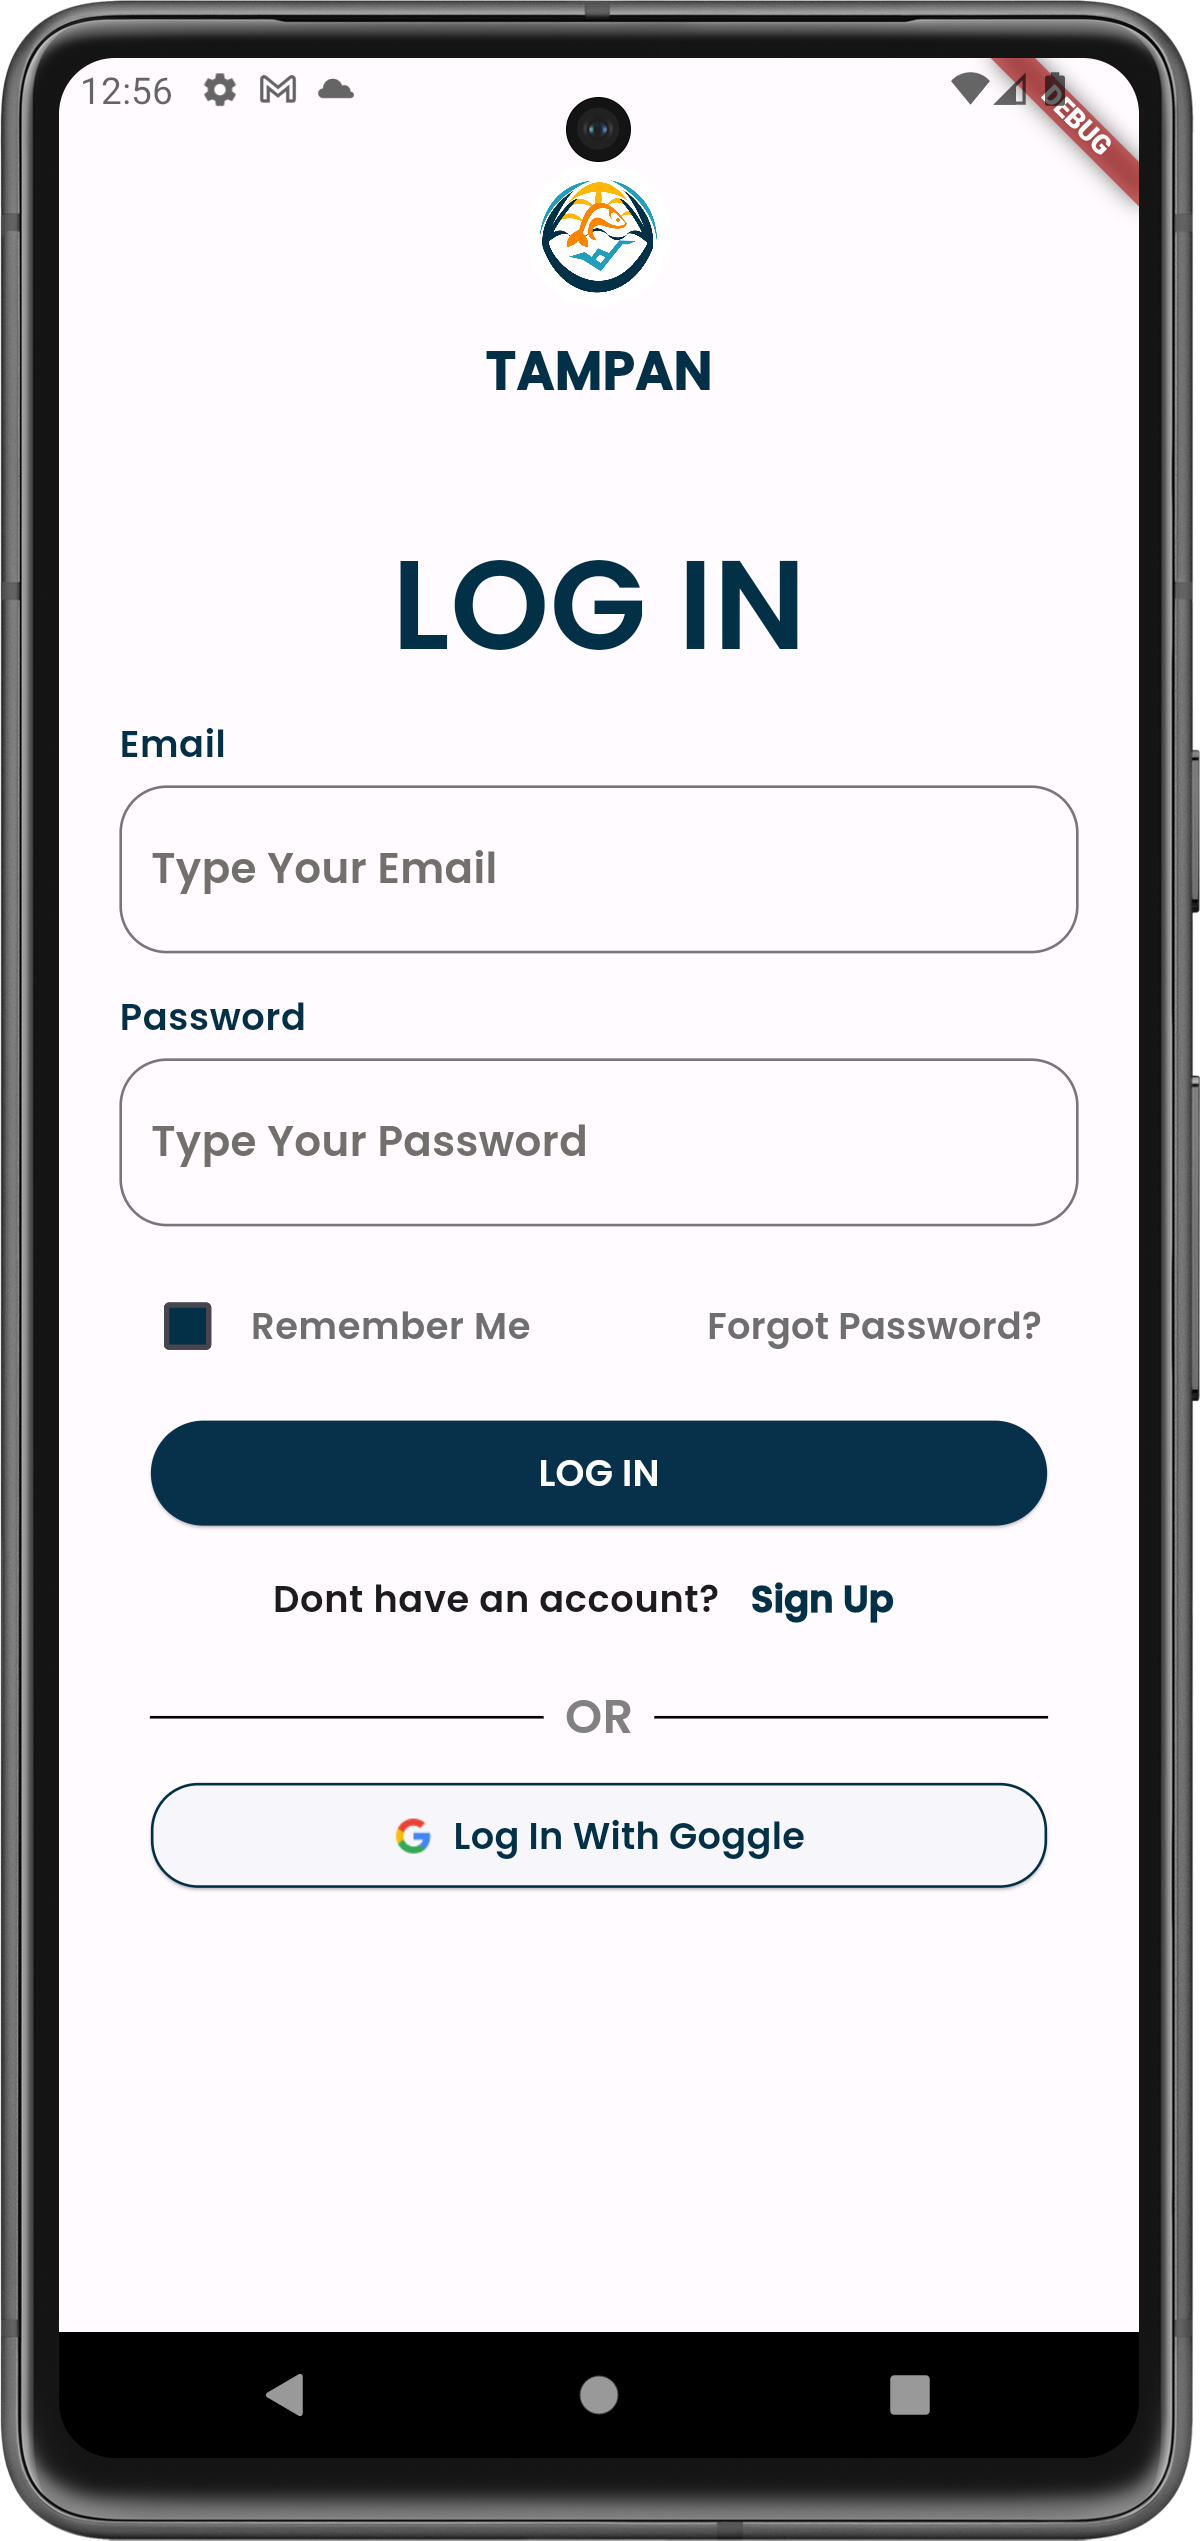 12:56
DEBUG
TAMPAN
LOG IN
Email
Type Your Email
Password
Type Your Password
Remember Me Forgot Password?
LOG IN
Dont have an account? Sign Up
OR
Log In With Goggle